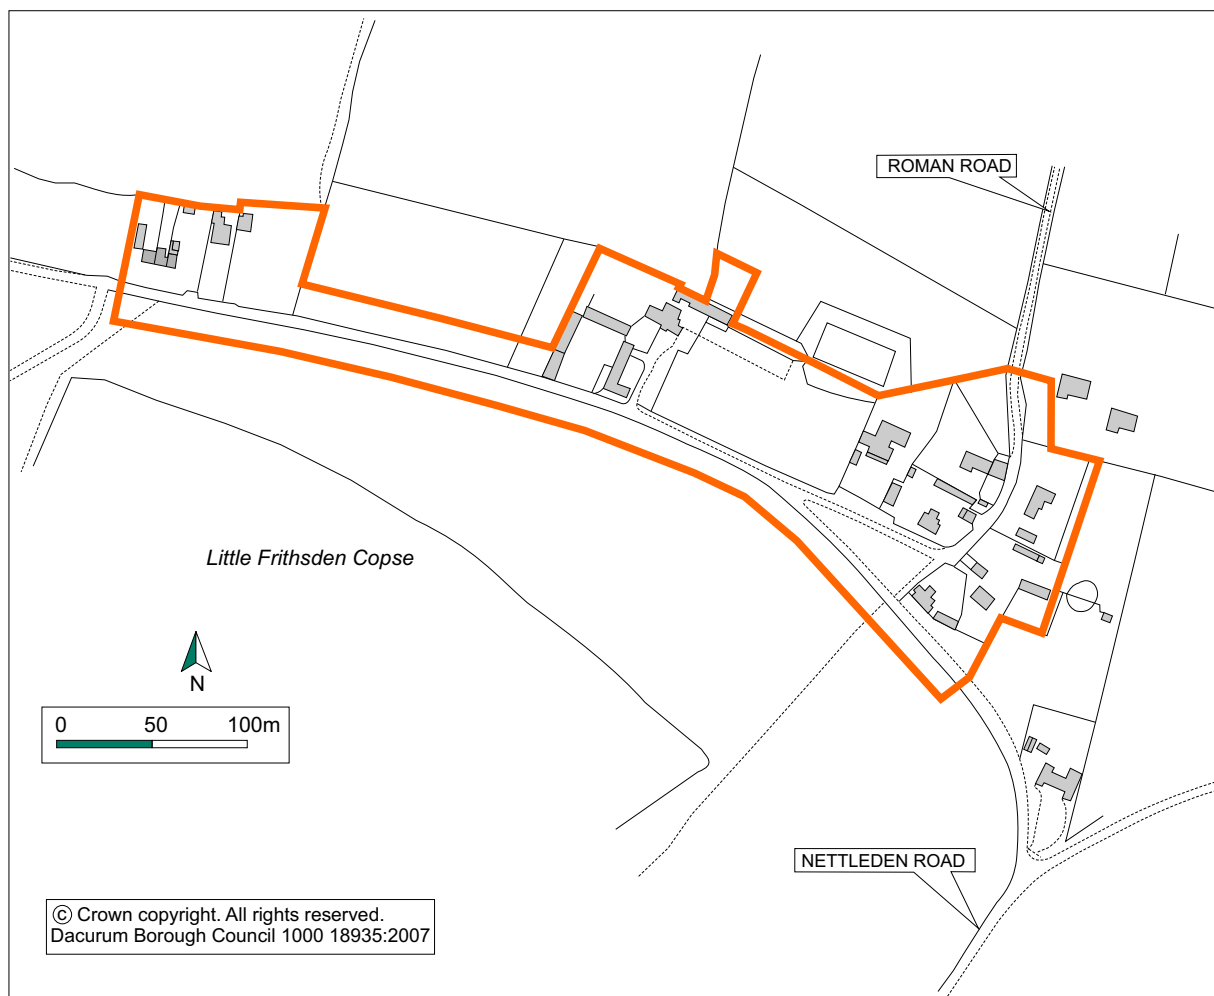 ROMAN ROAD
Little Frithsden Copse
N
0 50 100m
NETTLEDEN ROAD
© Crown copyright. All rights reserved.
Dacurum Borough Council 1000 18935:2007